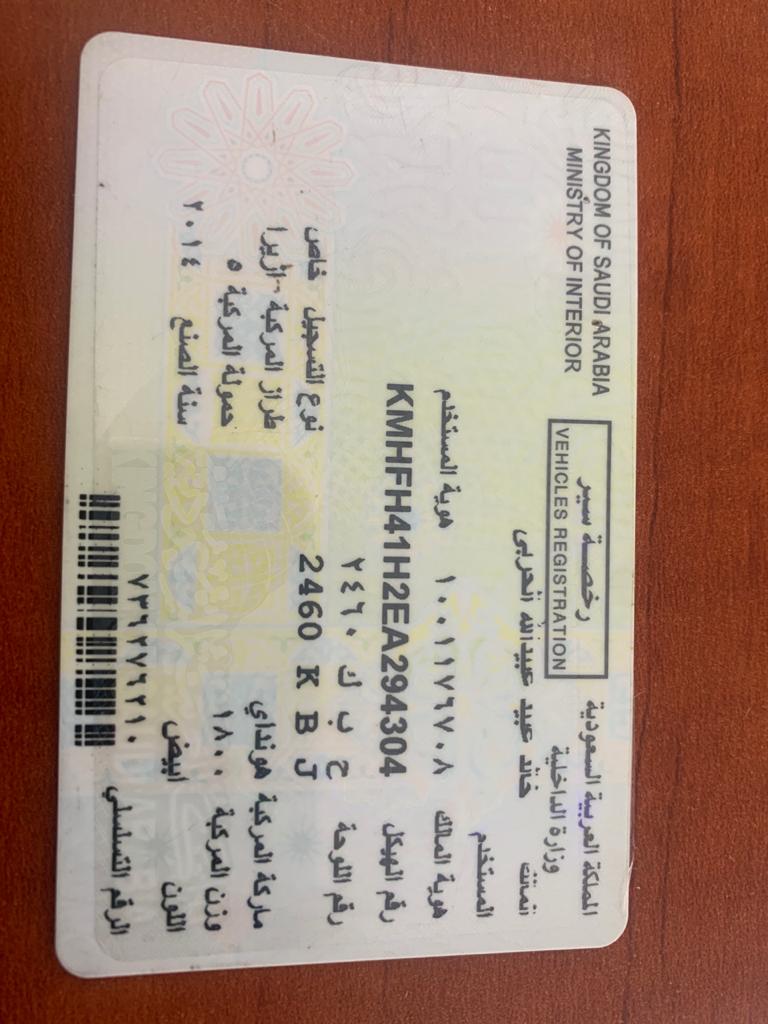 KINGDOM OF SAUDI ARABIA
MINISTRY OF INTERIOR
المملكة العربية السعودية
وزارة الداخلية
رخصة سير
VEHICLES REGISTRATION
المالك خالد عبيد عبيدالله الحربي
المستخدم
هوية المالك ١٠٠١١٧٦٧٠٨ هوية المستخدم
رقم الهيكل KMHFH41H2EA294304
رقم اللوحة ح ب ك ٢٤٦٠
2460 K B J نوع التسجيل خاص
ماركة المركبة هونداي طراز المركبة ازيرا
وزن المركبة ١٨٠٠ حمولة المركبة ٥
اللون ابيض سنة الصنع ٢٠١٤
الرقم التسلسلي ٧٣٦٢٧٦٢١٠